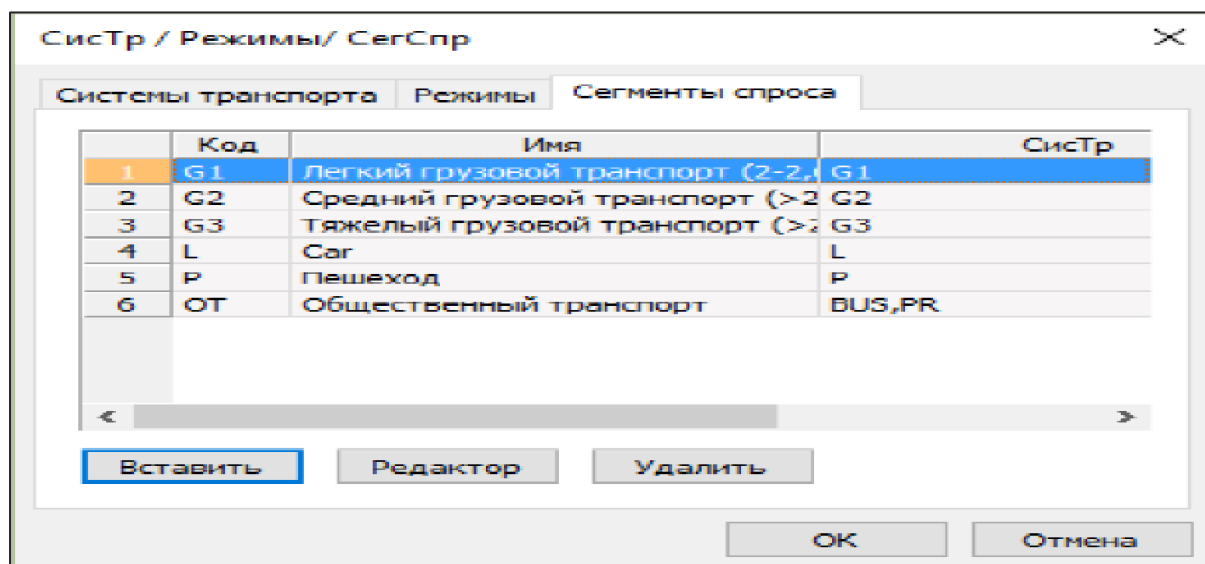 СисТр / Режимы/ СегСпр
Системы транспорта Режимы Сегменты спроса
Код Имя СисТр
1 G1 Легкий грузовой транспорт (2-2, G1
2 G2 Средний грузовой транспорт (>2 G2
3 G3 Тяжелый грузовой транспорт (>2 G3
4 L Car L
5 P Пешеход P
6 OT Общественный транспорт BUS,PR
Вставить Редактор Удалить
OK Отмена